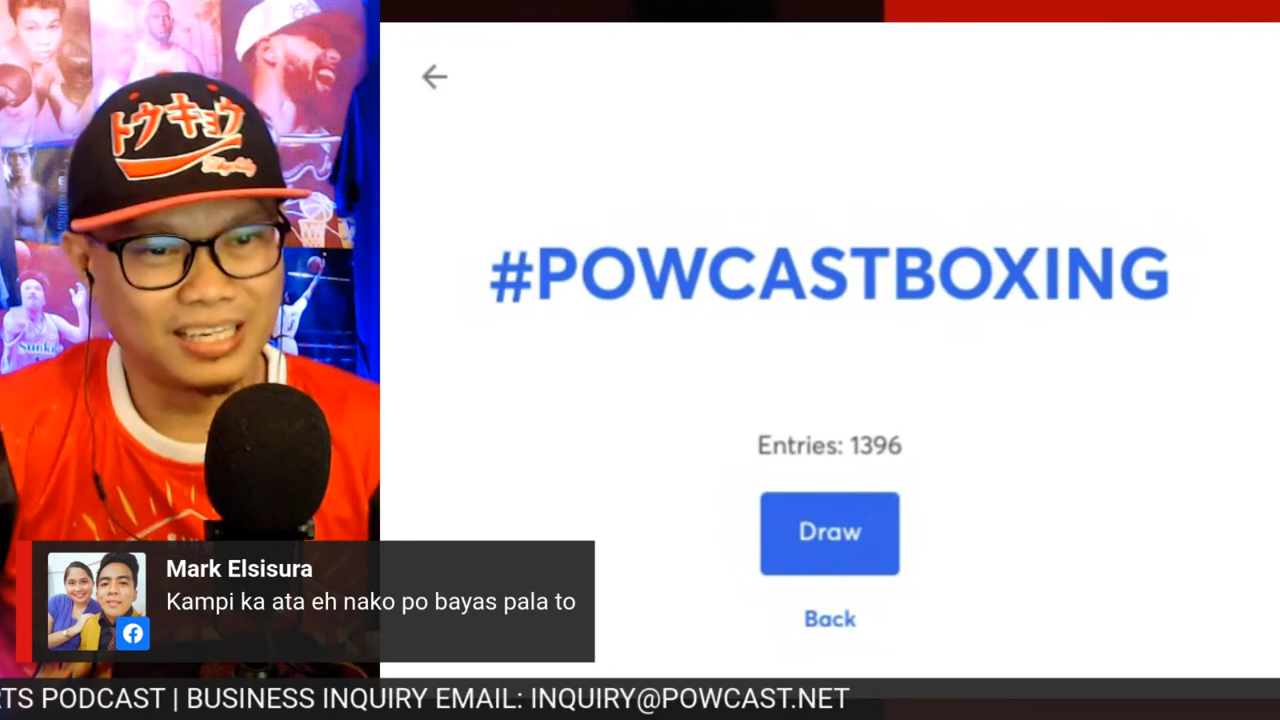 トウキョウ
#POWCASTBOXING
Entries: 1396
Draw
Back
Mark Elsisura
Kampi ka ata eh nako po bayas pala to
TS PODCAST | BUSINESS INQUIRY EMAIL: INQUIRY@POWCAST.NET